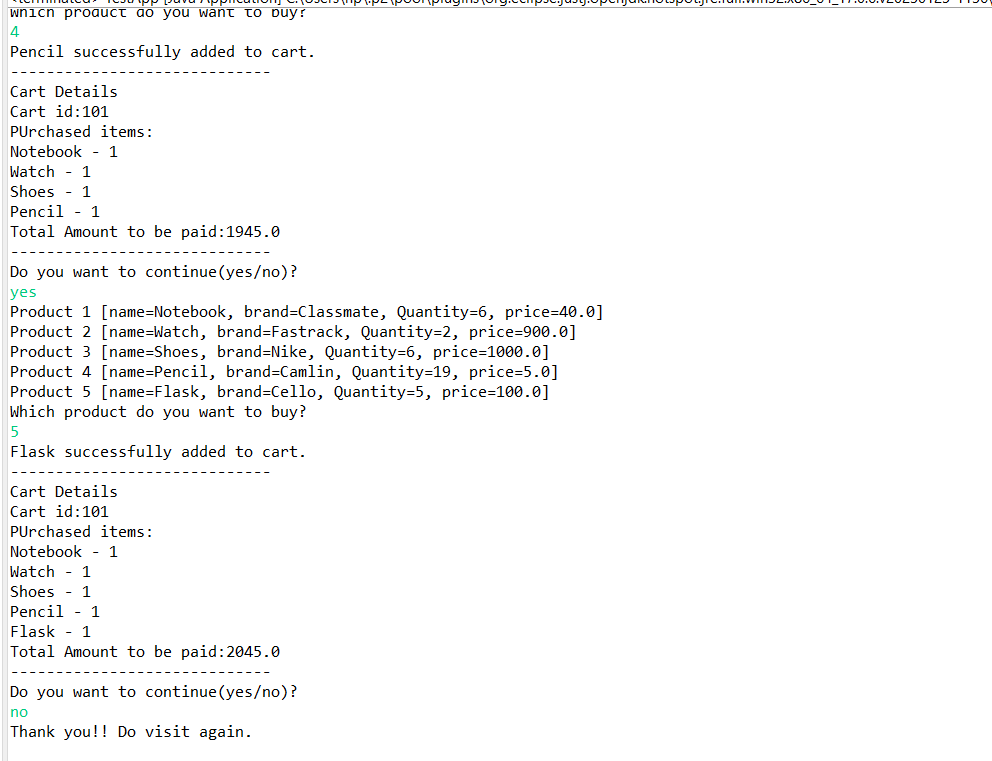 Which product do you want to buy?
4
Pencil successfully added to cart.
-----------------------------
Cart Details
Cart id:101
PUrchased items:
Notebook - 1
Watch - 1
Shoes - 1
Pencil - 1
Total Amount to be paid:1945.0
-----------------------------
Do you want to continue(yes/no)?
yes
Product 1 [name=Notebook, brand=Classmate, Quantity=6, price=40.0]
Product 2 [name=Watch, brand=Fastrack, Quantity=2, price=900.0]
Product 3 [name=Shoes, brand=Nike, Quantity=6, price=1000.0]
Product 4 [name=Pencil, brand=Camlin, Quantity=19, price=5.0]
Product 5 [name=Flask, brand=Cello, Quantity=5, price=100.0]
Which product do you want to buy?
5
Flask successfully added to cart.
-----------------------------
Cart Details
Cart id:101
PUrchased items:
Notebook - 1
Watch - 1
Shoes - 1
Pencil - 1
Flask - 1
Total Amount to be paid:2045.0
-----------------------------
Do you want to continue(yes/no)?
no
Thank you!! Do visit again.